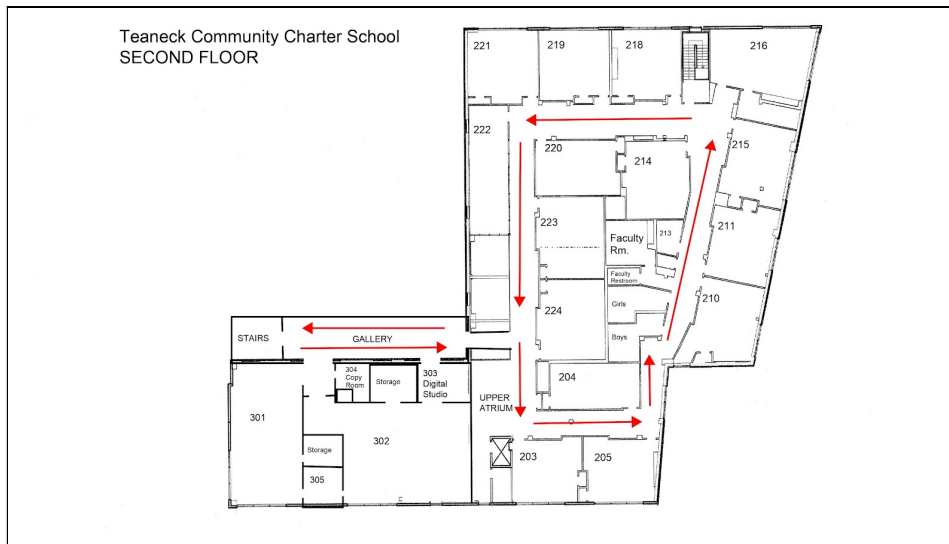 Teaneck Community Charter School
SECOND FLOOR
221
219
218
216
222
220
214
215
223
Faculty
Rm.
213
211
Faculty
Restroom
224
Girls
210
Boys
STAIRS
GALLERY
304
Copy
Room
Storage
303
Digital
Studio
UPPER
ATRIUM
204
301
302
Storage
305
203
205